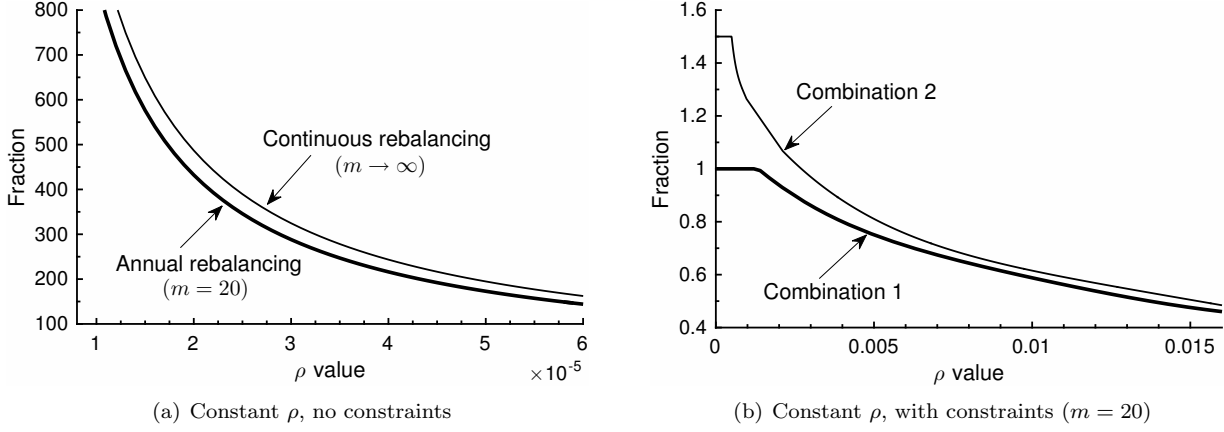 800
700
600
500
400
300
200
100
Fraction
Continuous rebalancing
(m → ∞)
Annual rebalancing
(m = 20)
1
2
3
4
5
6
ρ value
×10⁻⁵
(a) Constant ρ, no constraints
1.6
1.4
1.2
1
0.8
0.6
0.4
Fraction
Combination 2
Combination 1
0
0.005
0.01
0.015
ρ value
(b) Constant ρ, with constraints (m = 20)